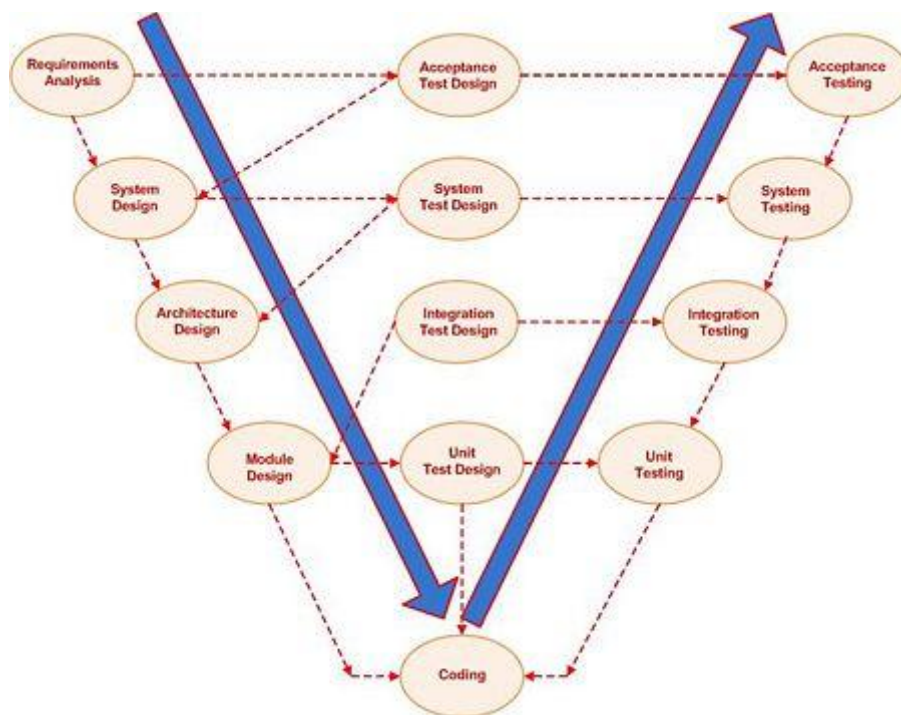 Requirements
Analysis
Acceptance
Test Design
Acceptance
Testing
System
Design
System
Test Design
System
Testing
Architecture
Design
Integration
Test Design
Integration
Testing
Module
Design
Unit
Test Design
Unit
Testing
Coding